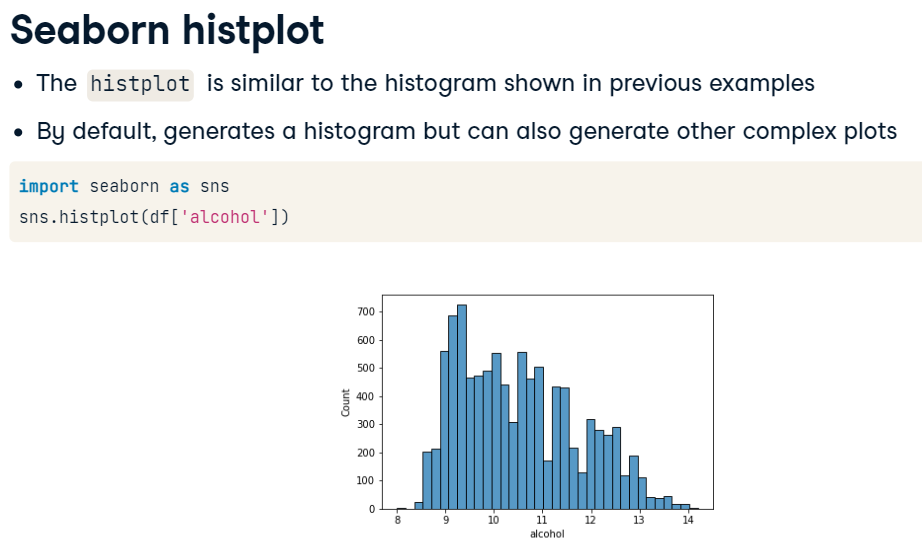 Seaborn histplot
• The histplot is similar to the histogram shown in previous examples
• By default, generates a histogram but can also generate other complex plots
import seaborn as sns
sns.histplot(df['alcohol'])
700
600
500
400
300
200
100
0
Count
8 9 10 11 12 13 14
alcohol